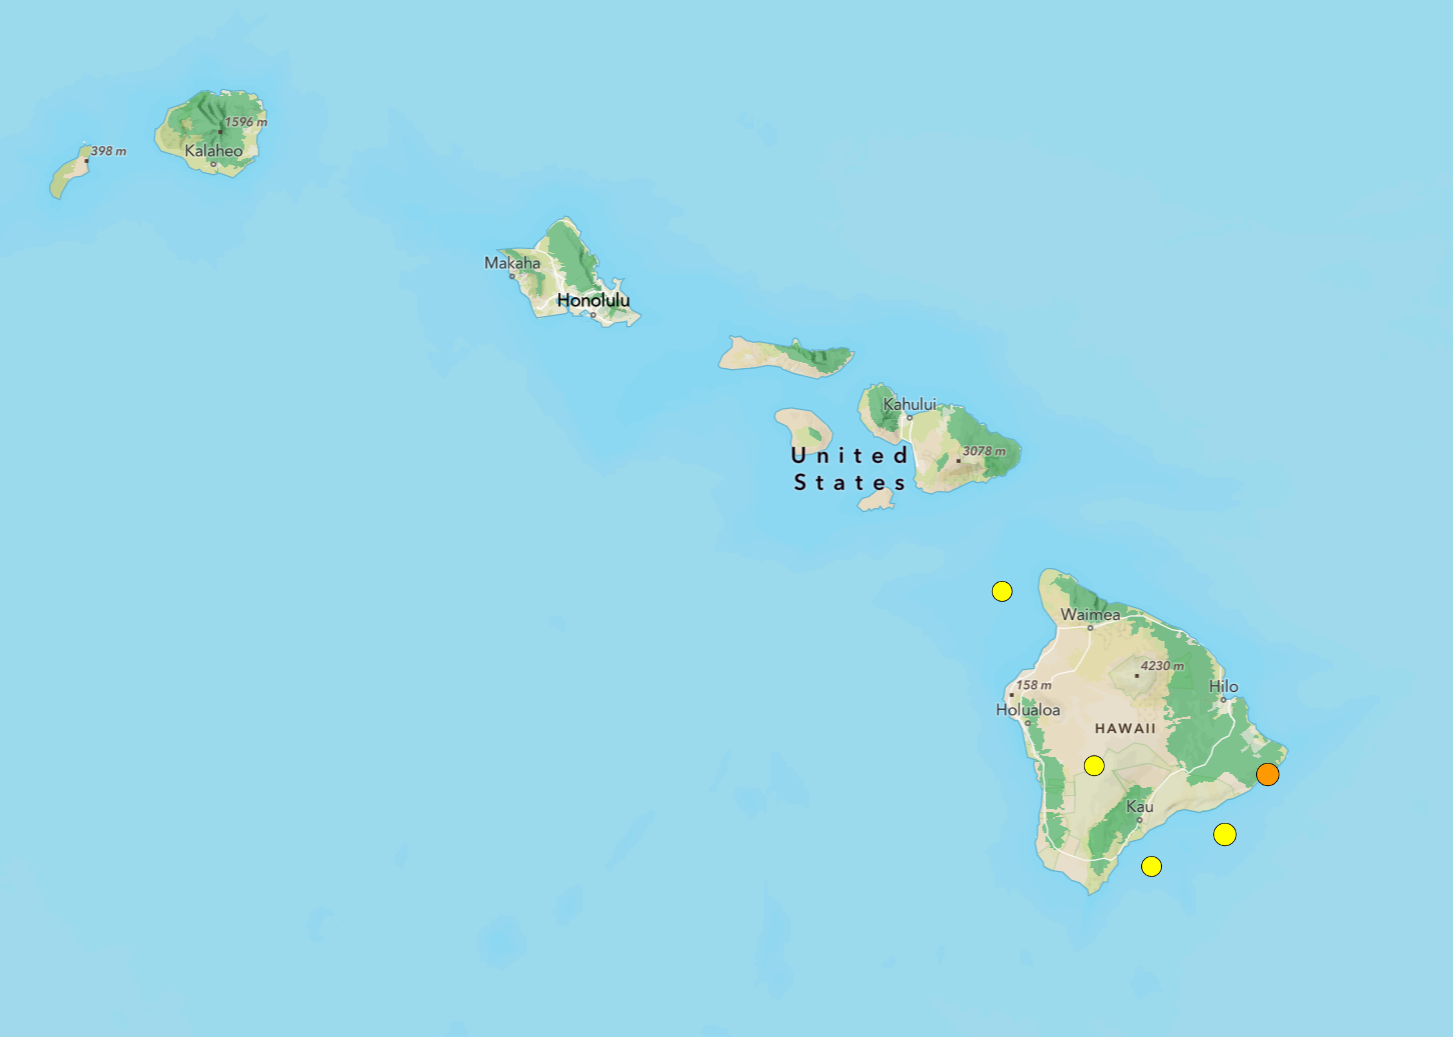 1596 m
398 m
Kalaheo
Makaha
Honolulu
Kahului
3078 m
United
States
Waimea
4230 m
158 m
Hilo
Holualoa
HAWAII
Kau